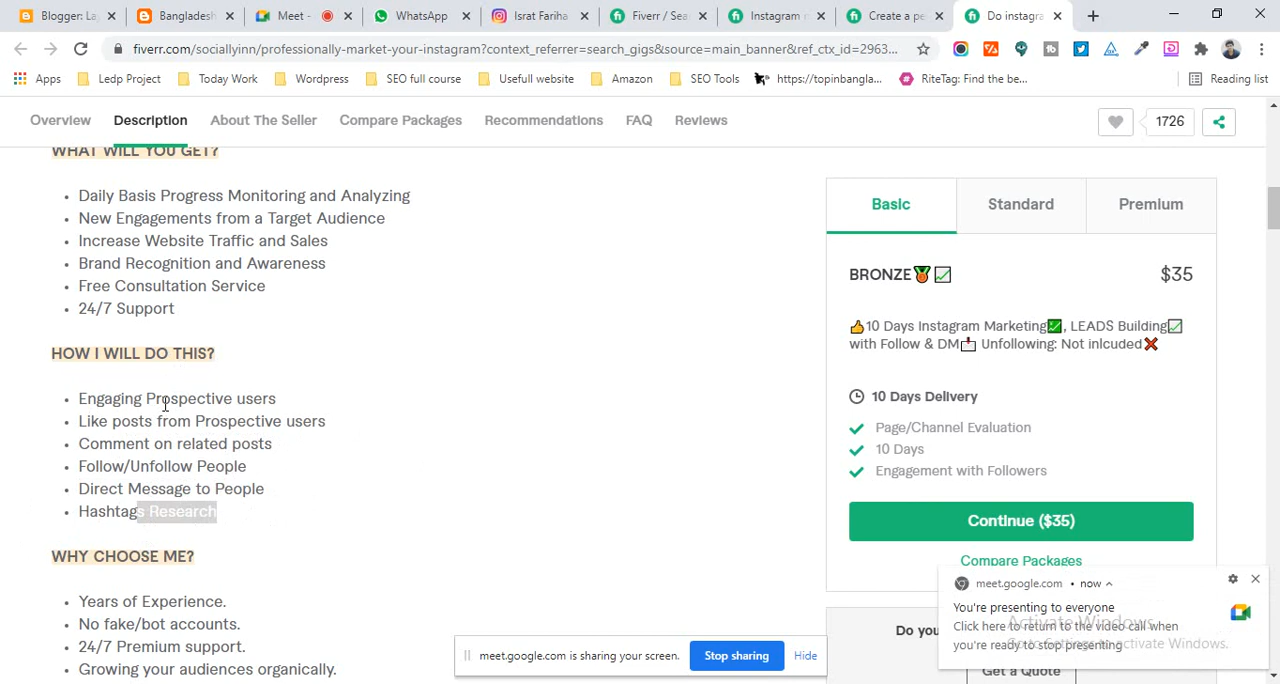 Blogger: La
Bangladesh
Meet -
WhatsApp
Israt Fariha
Fiverr / Sea
Instagram m
Create a pe
Do instagra
fiverr.com/sociallyinn/professionally-market-your-instagram?context_referrer=search_gigs&source=main_banner&ref_ctx_id=2963...
Apps
Ledp Project
Today Work
Wordpress
SEO full course
Usefull website
Amazon
SEO Tools
https://topinbangla...
RiteTag: Find the be...
Reading list
Overview
Description
About The Seller
Compare Packages
Recommendations
FAQ
Reviews
1726
WHAT WILL YOU GET?
• Daily Basis Progress Monitoring and Analyzing
• New Engagements from a Target Audience
• Increase Website Traffic and Sales
• Brand Recognition and Awareness
• Free Consultation Service
• 24/7 Support
HOW I WILL DO THIS?
• Engaging Prospective users
• Like posts from Prospective users
• Comment on related posts
• Follow/Unfollow People
• Direct Message to People
• Hashtags Research
WHY CHOOSE ME?
• Years of Experience.
• No fake/bot accounts.
• 24/7 Premium support.
• Growing your audiences organically.
Basic
Standard
Premium
BRONZE🥉✅ $35
👍10 Days Instagram Marketing💹, LEADS Building✅
with Follow & DM📩 Unfollowing: Not inlcuded❌
10 Days Delivery
Page/Channel Evaluation
10 Days
Engagement with Followers
Continue ($35)
Compare Packages
Do you
Get a Quote
meet.google.com • now
You're presenting to everyone
Click here to return to the video call when
you're ready to stop presenting
Activate Windows
Go to Settings to activate Windows.
meet.google.com is sharing your screen.
Stop sharing
Hide